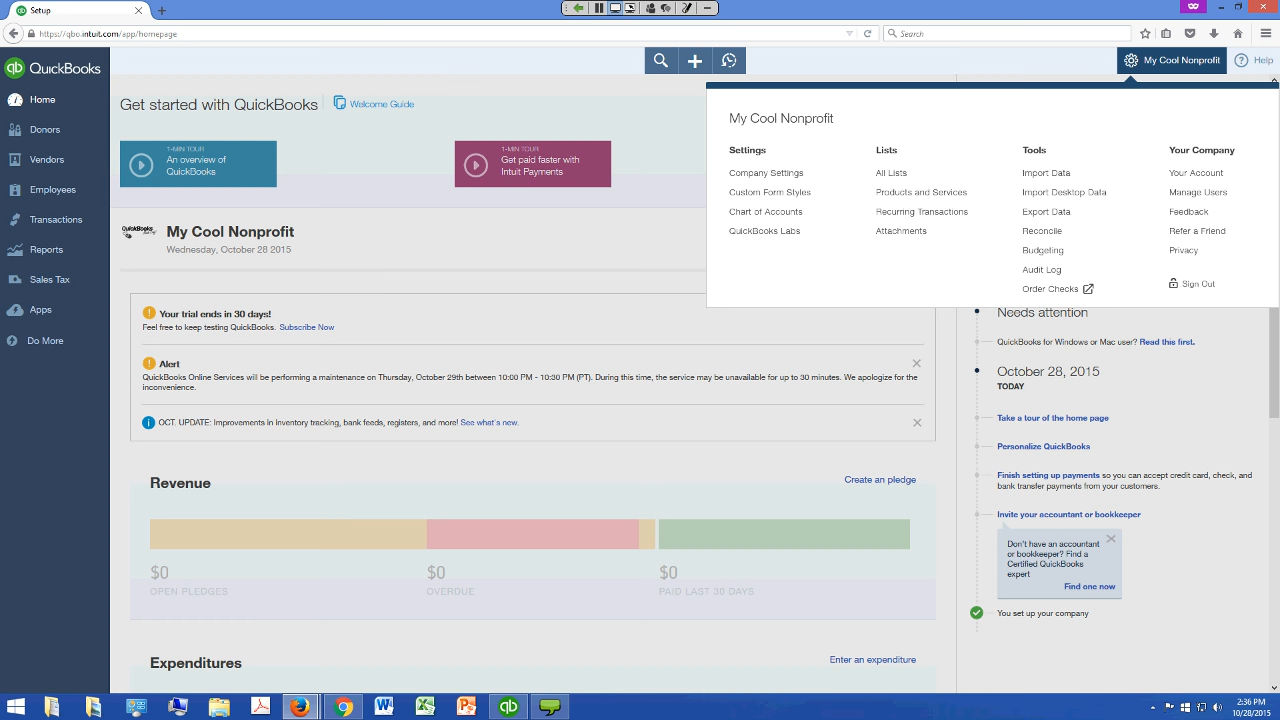 Setup
https://qbo.intuit.com/app/homepage
Search
qb QuickBooks
My Cool Nonprofit
Help
Home
Donors
Vendors
Employees
Transactions
Reports
Sales Tax
Apps
Do More
Get started with QuickBooks
Welcome Guide
1-MIN TOUR
An overview of
QuickBooks
1-MIN TOUR
Get paid faster with
Intuit Payments
My Cool Nonprofit
Wednesday, October 28 2015
My Cool Nonprofit
Settings
Company Settings
Custom Form Styles
Chart of Accounts
QuickBooks Labs
Lists
All Lists
Products and Services
Recurring Transactions
Attachments
Tools
Import Data
Import Desktop Data
Export Data
Reconcile
Budgeting
Audit Log
Order Checks
Your Company
Your Account
Manage Users
Feedback
Refer a Friend
Privacy
Sign Out
Your trial ends in 30 days!
Feel free to keep testing QuickBooks. Subscribe Now
Alert
QuickBooks Online Services will be performing a maintenance on Thursday, October 29th between 10:00 PM - 10:30 PM (PT). During this time, the service may be unavailable for up to 30 minutes. We apologize for the
inconvenience.
OCT. UPDATE: Improvements in inventory tracking, bank feeds, registers, and more! See what's new.
Revenue
Create an pledge
$0
OPEN PLEDGES
$0
OVERDUE
$0
PAID LAST 30 DAYS
Expenditures
Enter an expenditure
Needs attention
QuickBooks for Windows or Mac user? Read this first.
October 28, 2015
TODAY
Take a tour of the home page
Personalize QuickBooks
Finish setting up payments so you can accept credit card, check, and
bank transfer payments from your customers.
Invite your accountant or bookkeeper
Don't have an accountant
or bookkeeper? Find a
Certified QuickBooks
expert
Find one now
You set up your company
2:36 PM
10/28/2015